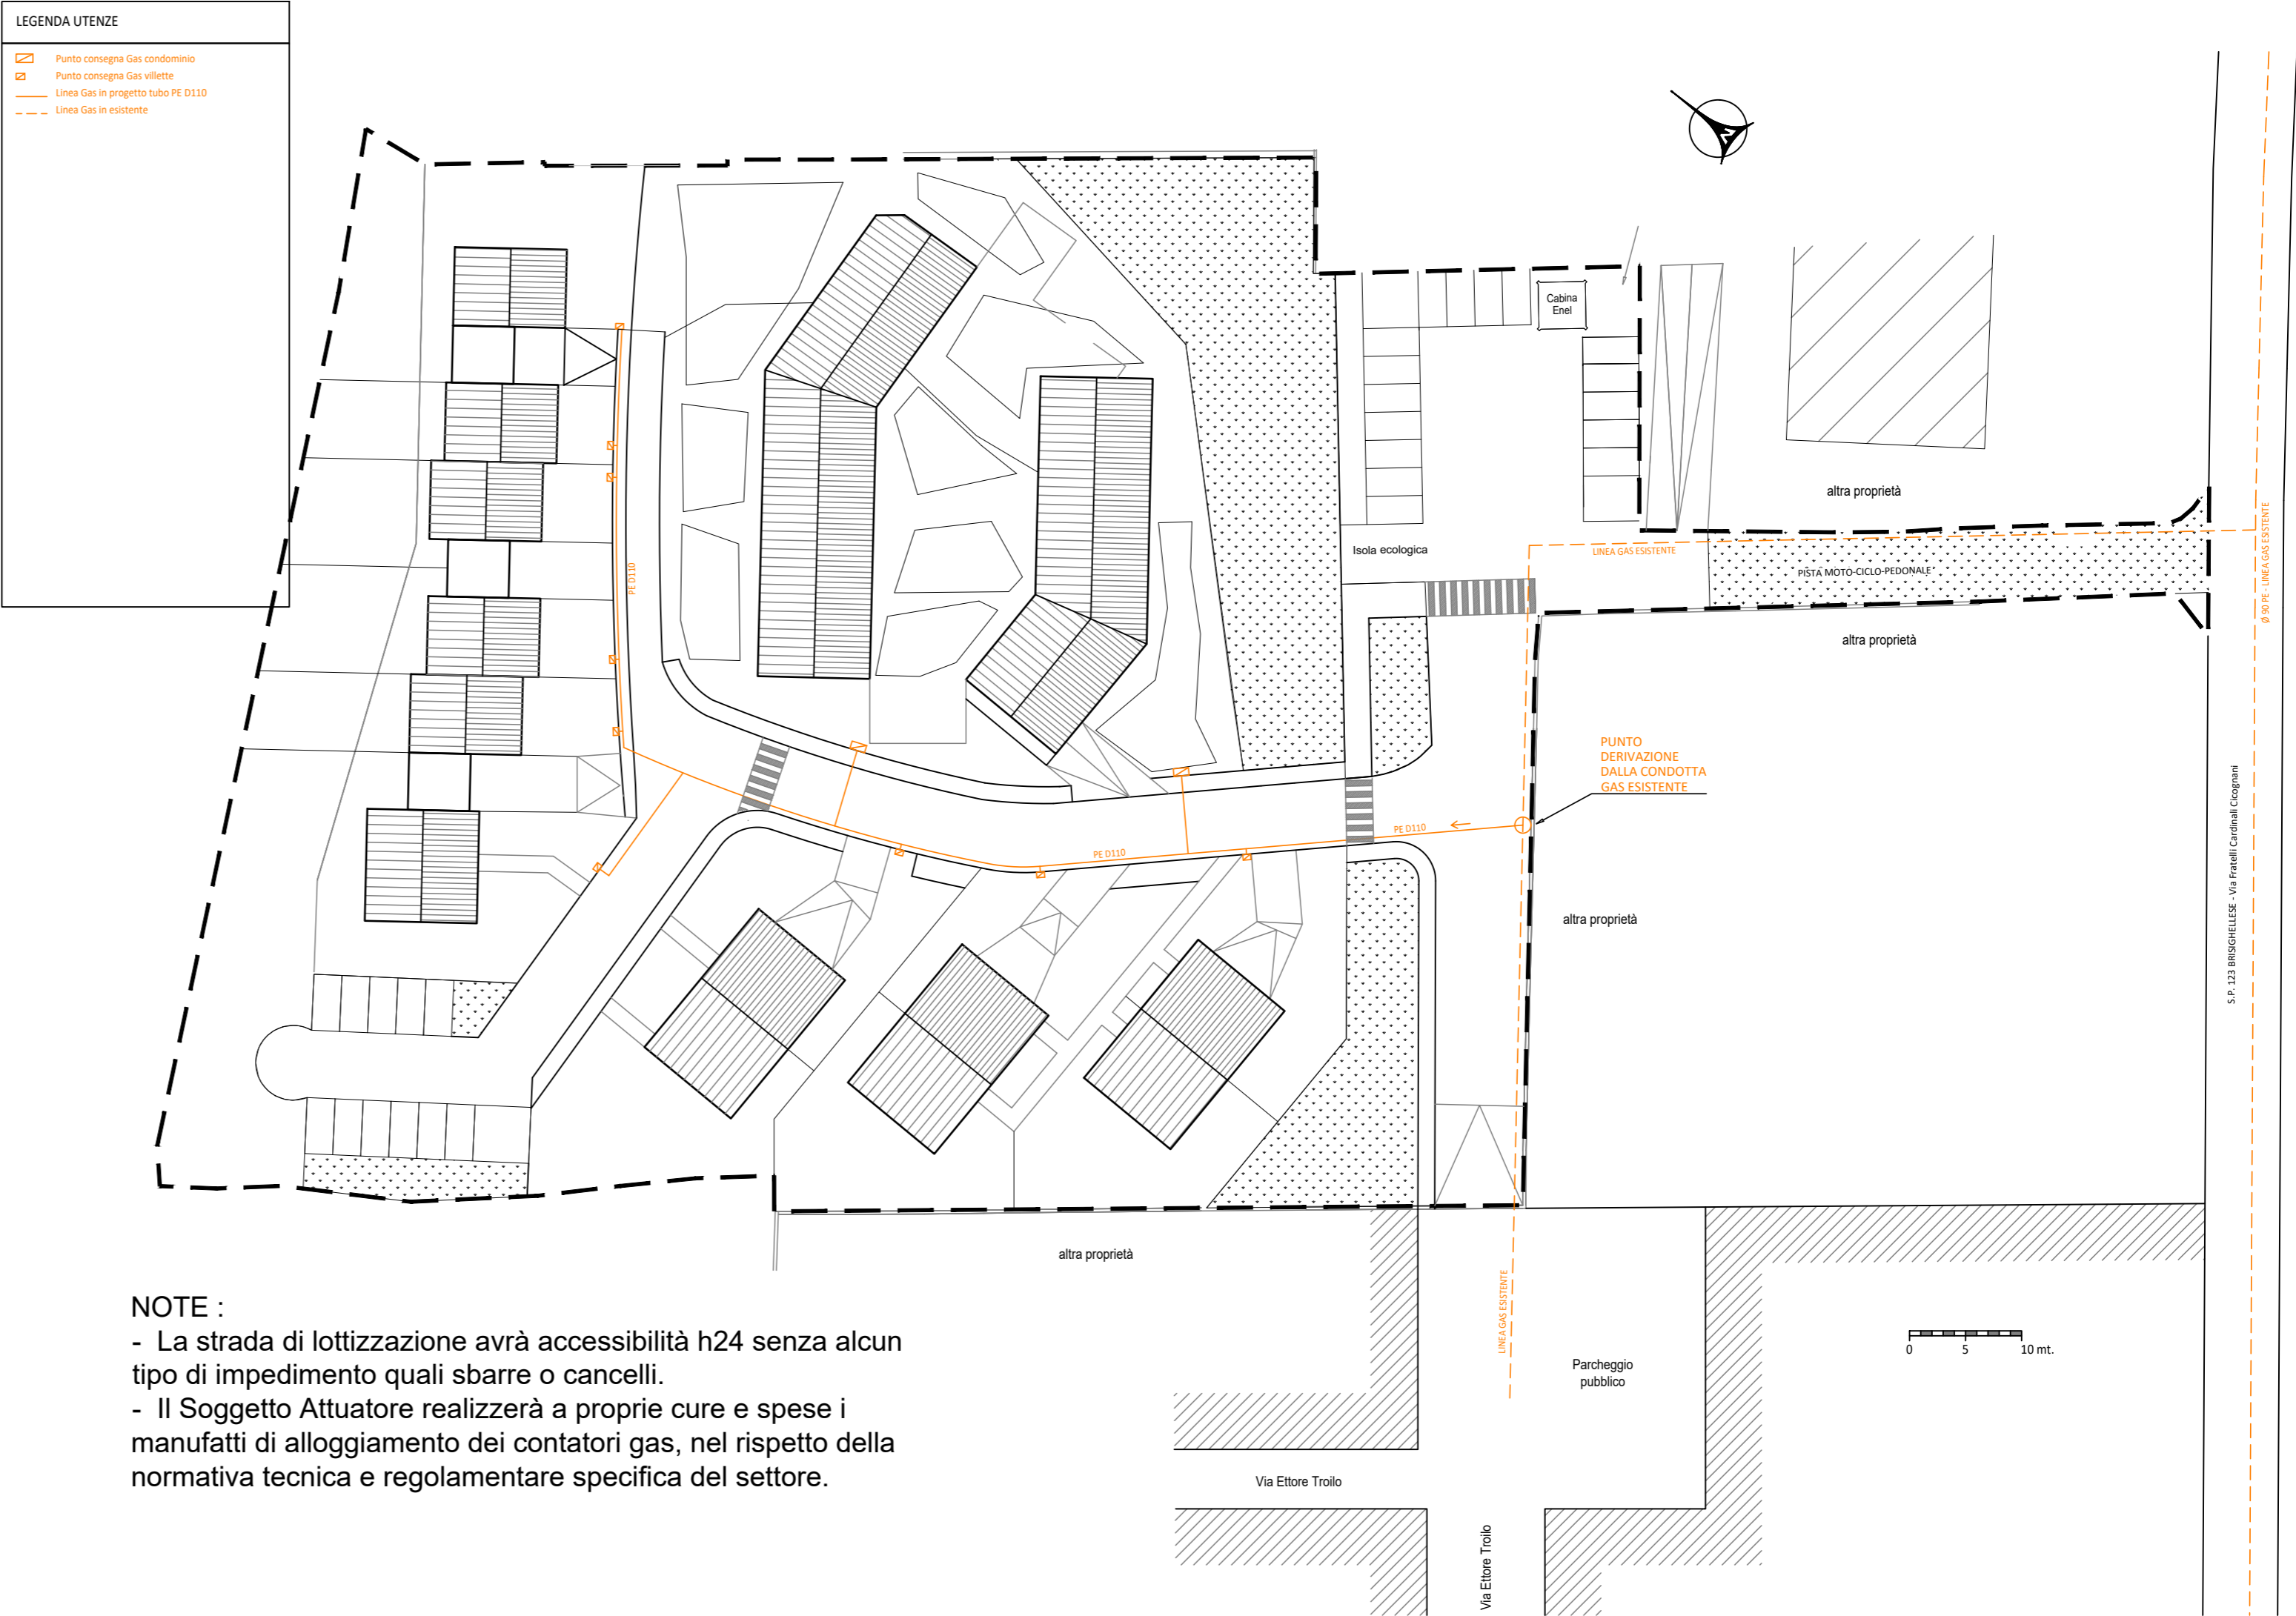 LEGENDA UTENZE
Punto consegna Gas condominio
Punto consegna Gas villette
Linea Gas in progetto tubo PE D110
Linea Gas in esistente
N
Cabina
Enel
altra proprietà
Isola ecologica
LINEA GAS ESISTENTE
PISTA MOTO-CICLO-PEDONALE
Ø 90 PE - LINEA GAS ESISTENTE
altra proprietà
PE D110
PUNTO
DERIVAZIONE
DALLA CONDOTTA
GAS ESISTENTE
PE D110
PE D110
S.P. 123 BRISIGHELLESE - Via Fratelli Cardinali Cicognani
altra proprietà
altra proprietà
LINEA GAS ESISTENTE
NOTE :
- La strada di lottizzazione avrà accessibilità h24 senza alcun
tipo di impedimento quali sbarre o cancelli.
- Il Soggetto Attuatore realizzerà a proprie cure e spese i
manufatti di alloggiamento dei contatori gas, nel rispetto della
normativa tecnica e regolamentare specifica del settore.
0 5 10 mt.
Parcheggio
pubblico
Via Ettore Troilo
Via Ettore Troilo